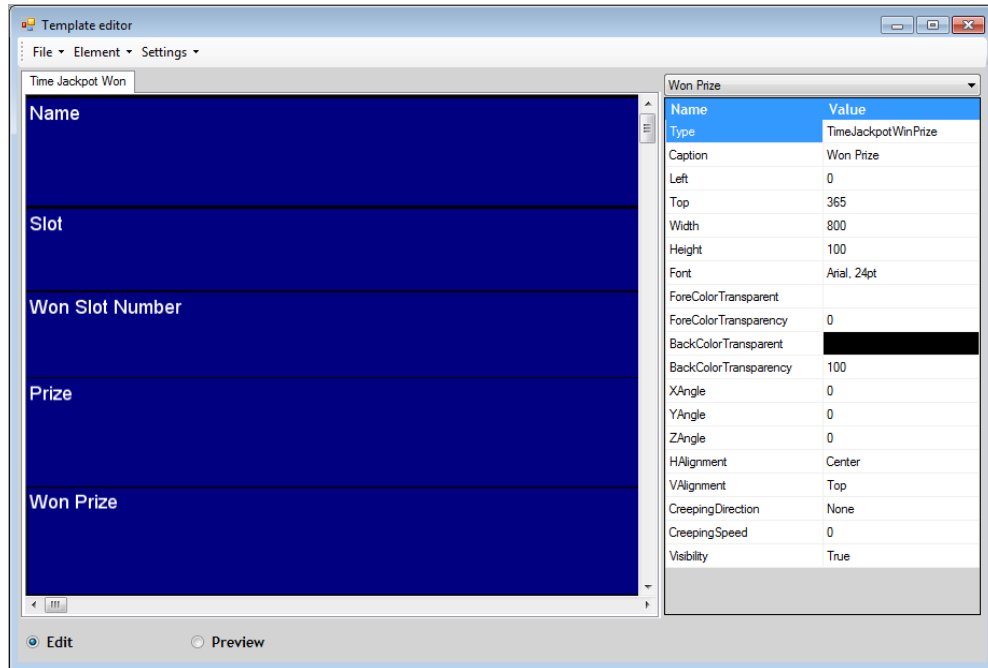 Template editor
File Element Settings
Time Jackpot Won
Name
Slot
Won Slot Number
Prize
Won Prize
Won Prize
Name Value
Type TimeJackpotWinPrize
Caption Won Prize
Left 0
Top 365
Width 800
Height 100
Font Arial, 24pt
ForeColorTransparent
ForeColorTransparency 0
BackColorTransparent
BackColorTransparency 100
XAngle 0
YAngle 0
ZAngle 0
HAlignment Center
VAlignment Top
CreepingDirection None
CreepingSpeed 0
Visibility True
Edit Preview